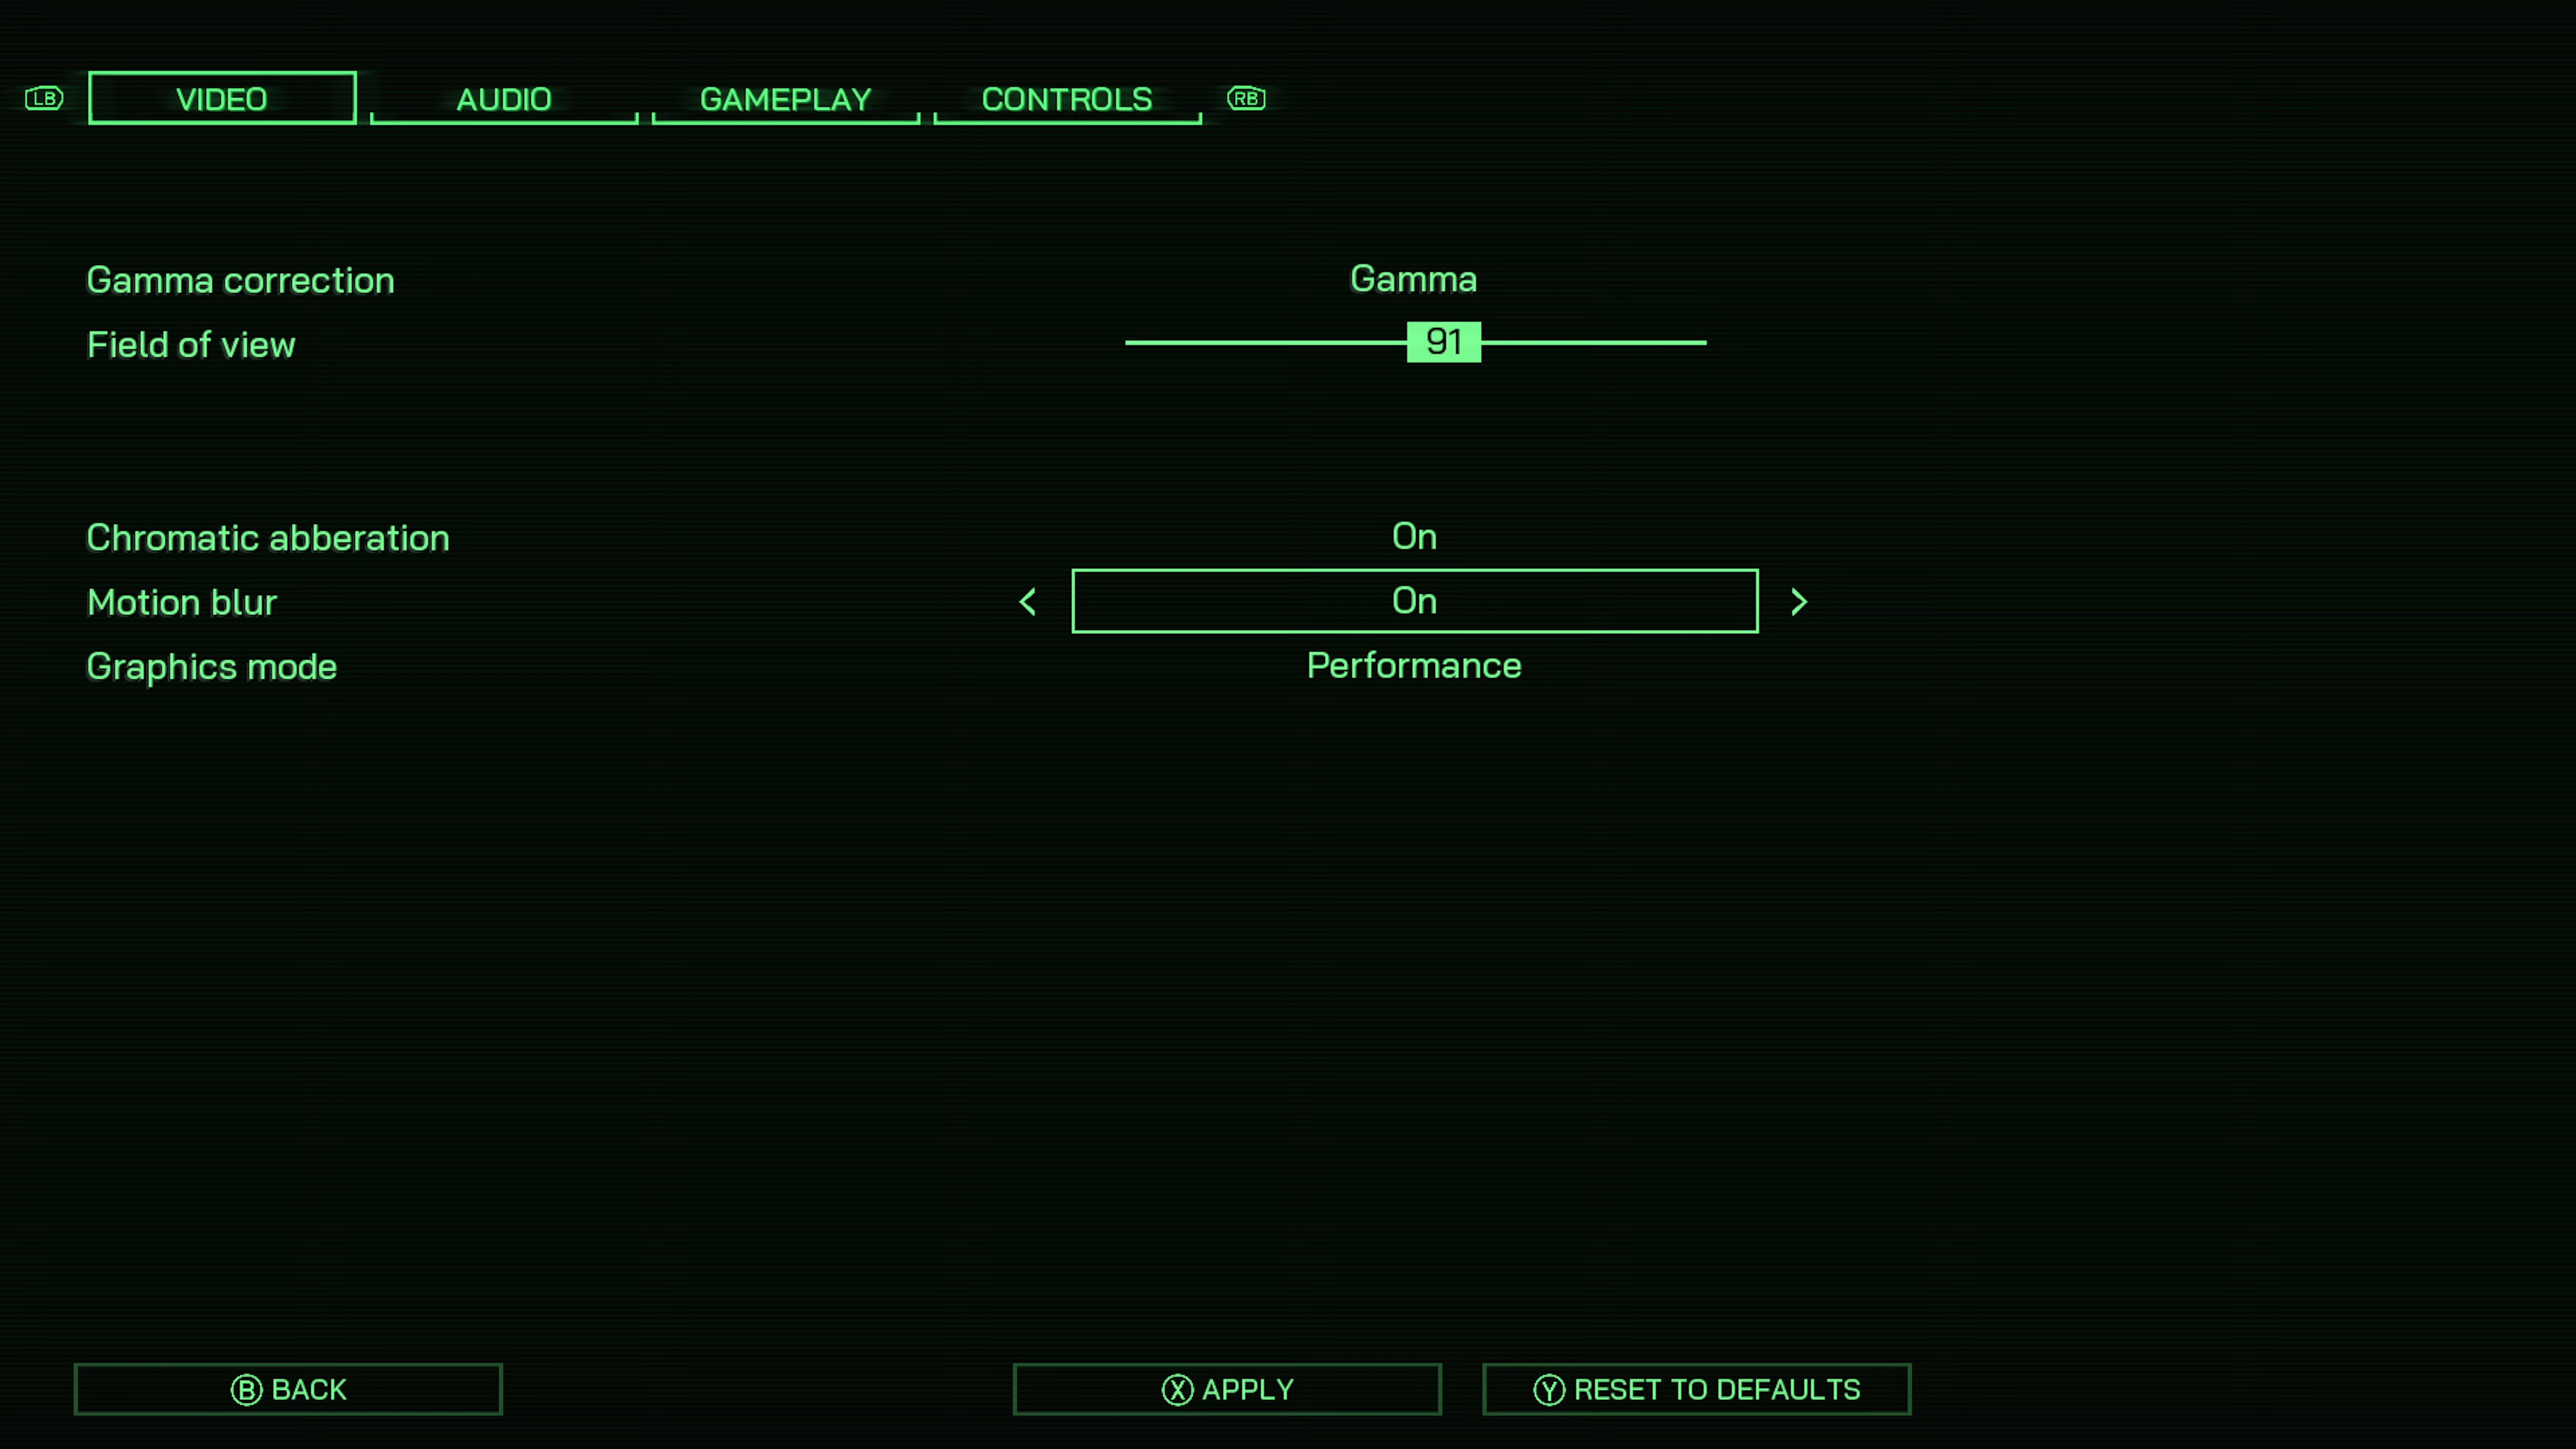 LB VIDEO AUDIO GAMEPLAY CONTROLS RB
Gamma correction Gamma
Field of view 91
Chromatic abberation On
Motion blur < On >
Graphics mode Performance
B BACK X APPLY Y RESET TO DEFAULTS